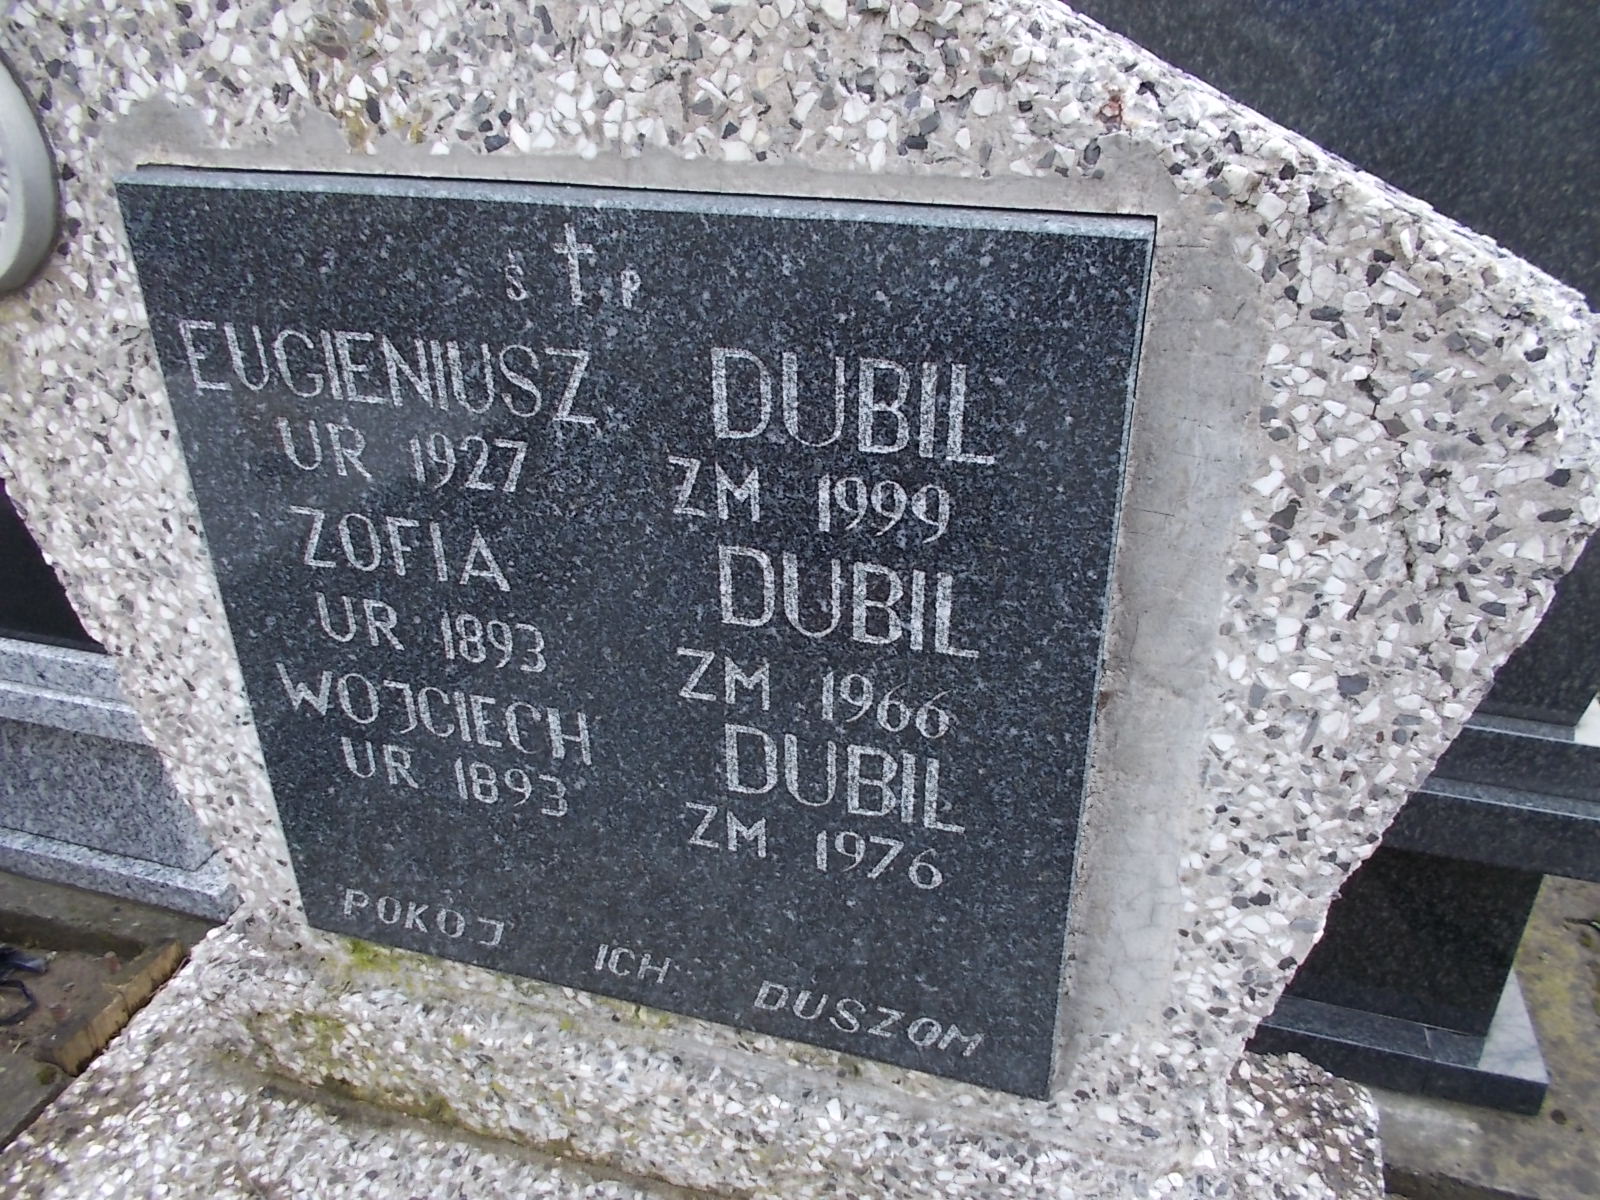 Ś P
EUGIENIUSZ DUBIL
UR 1927 ZM 1999
ZOFIA DUBIL
UR 1893 ZM 1966
WOJCIECH DUBIL
UR 1893 ZM 1976
POKÓJ ICH DUSZOM